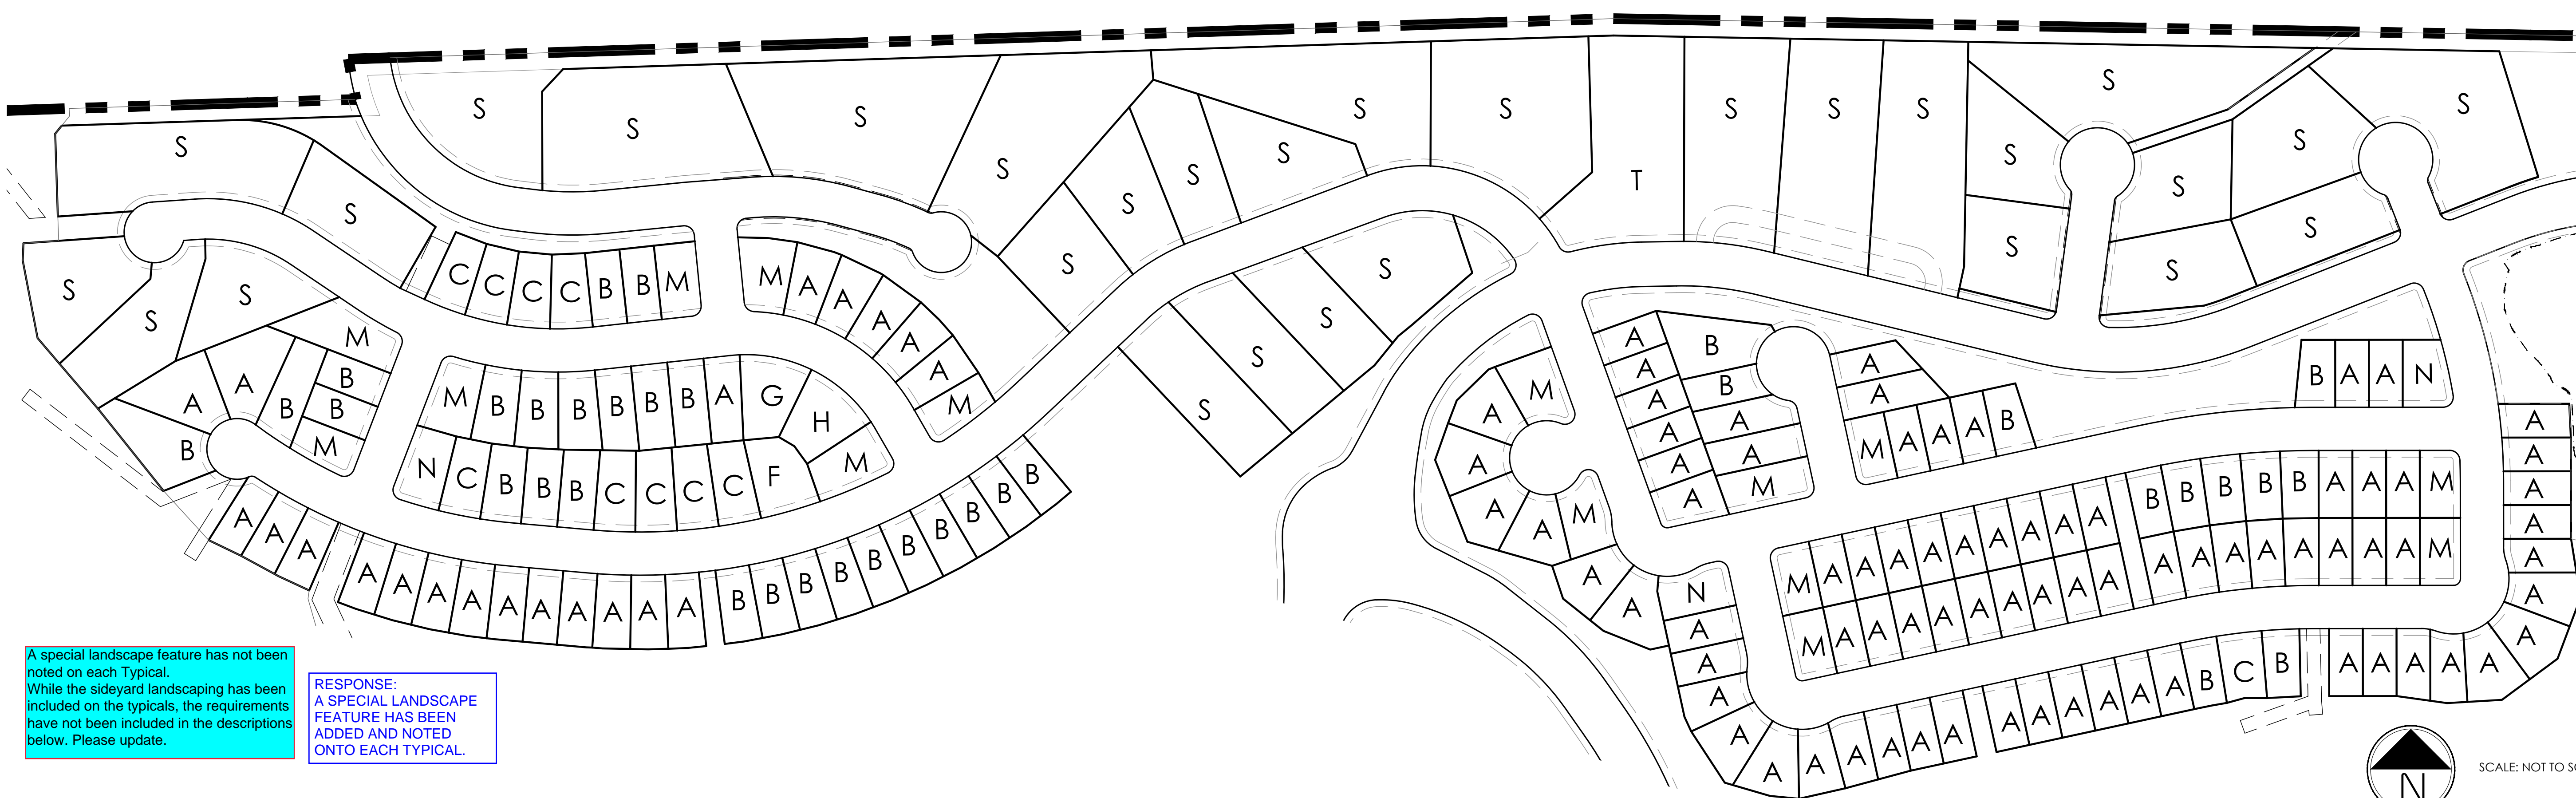 S S S S S S S S S T S S S S S S S S S S S S S S S S S S
S S S S S S S S S S
C C C C B B M M A A A A A M
M B B M A A B B
M B B B B B B A G H M
N C B B B C C C C F
A A A A A A A A A A A A A B B B B B B B B B B
M A A A A M A A N
A A A A A A B B A A M
A A M A A A B
B A A N
A A A A A A A
M A A A A A A A A A B B B B B A A A M
M A A A A A A A A A A A A A A A A A M
A A A A A A A A A A A A A A A A A B C B A A A A A
A special landscape feature has not been
noted on each Typical.
While the sideyard landscaping has been
included on the typicals, the requirements
have not been included in the descriptions
below. Please update.
RESPONSE:
A SPECIAL LANDSCAPE
FEATURE HAS BEEN
ADDED AND NOTED
ONTO EACH TYPICAL.
N
SCALE: NOT TO